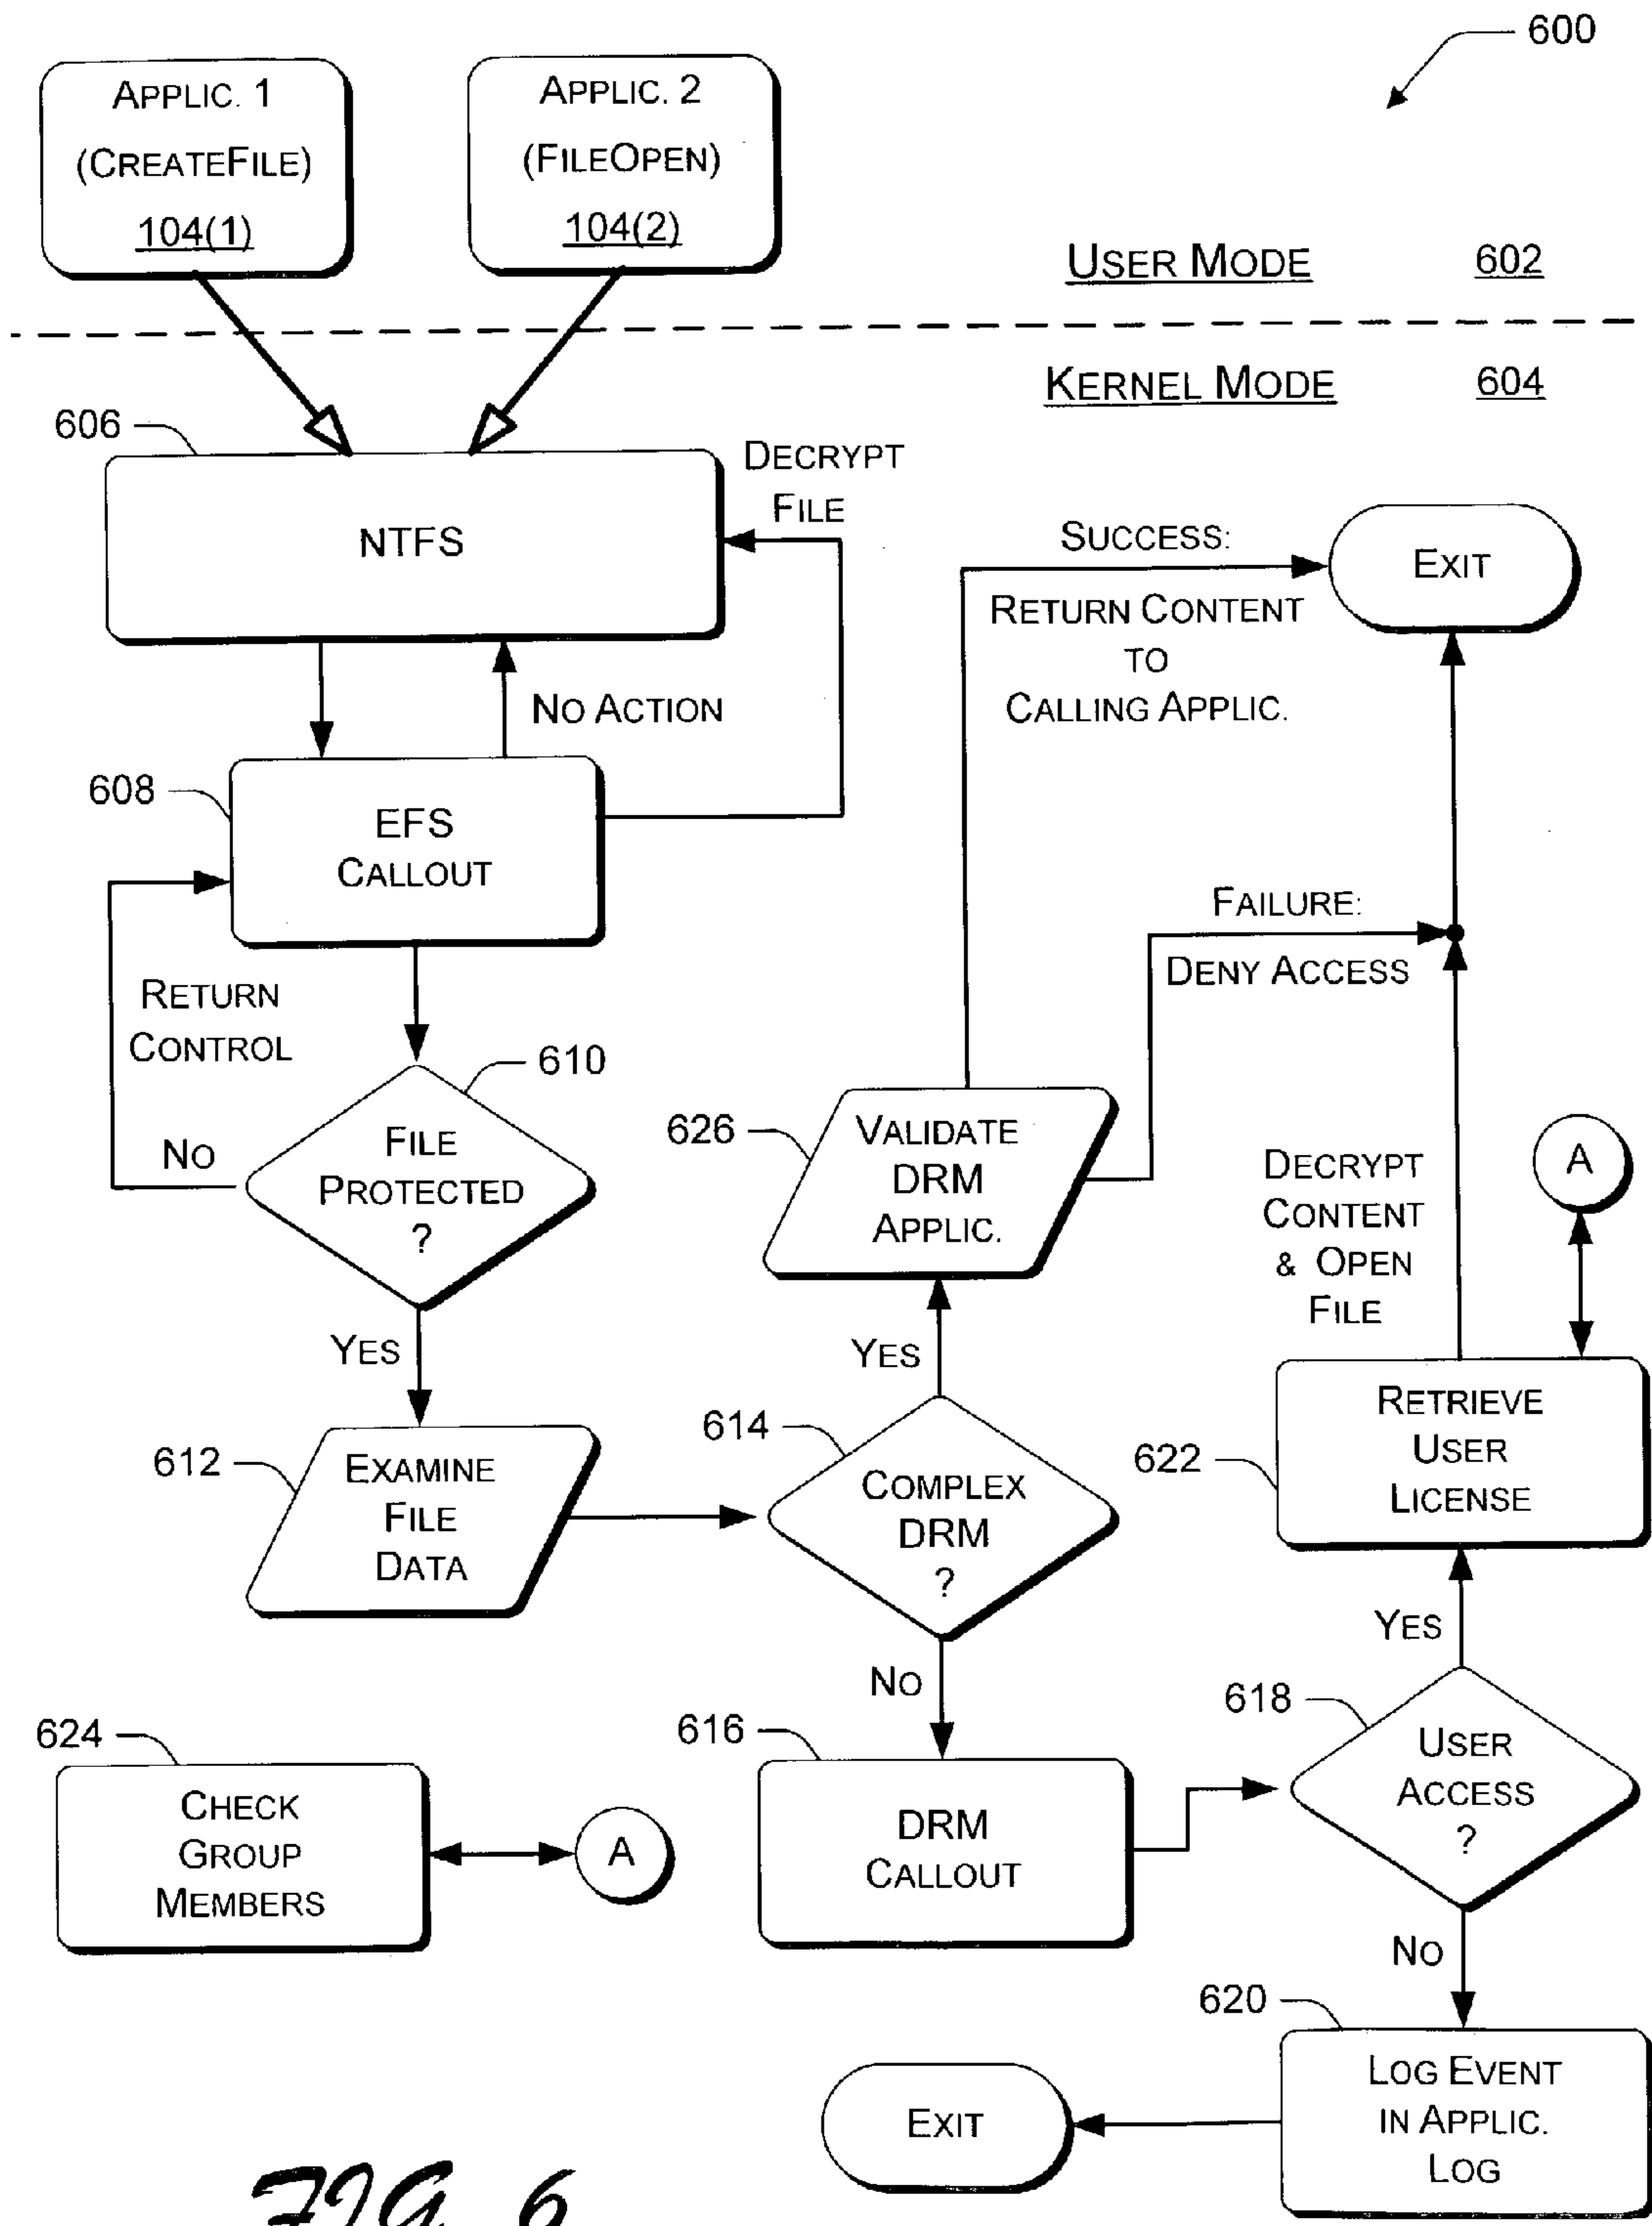 600
APPLIC. 1
(CREATEFILE)
104(1)
APPLIC. 2
(FILEOPEN)
104(2)
USER MODE 602
KERNEL MODE 604
606
NTFS
DECRYPT
FILE
NO ACTION
608
EFS
CALLOUT
RETURN
CONTROL
610
FILE
PROTECTED
?
NO
YES
612
EXAMINE
FILE
DATA
614
COMPLEX
DRM
?
YES
626
VALIDATE
DRM
APPLIC.
SUCCESS:
RETURN CONTENT
TO
CALLING APPLIC.
EXIT
FAILURE:
DENY ACCESS
DECRYPT
CONTENT
& OPEN
FILE
A
622
RETRIEVE
USER
LICENSE
YES
618
USER
ACCESS
?
NO
616
DRM
CALLOUT
NO
620
LOG EVENT
IN APPLIC.
LOG
EXIT
624
CHECK
GROUP
MEMBERS
A
FIG. 6